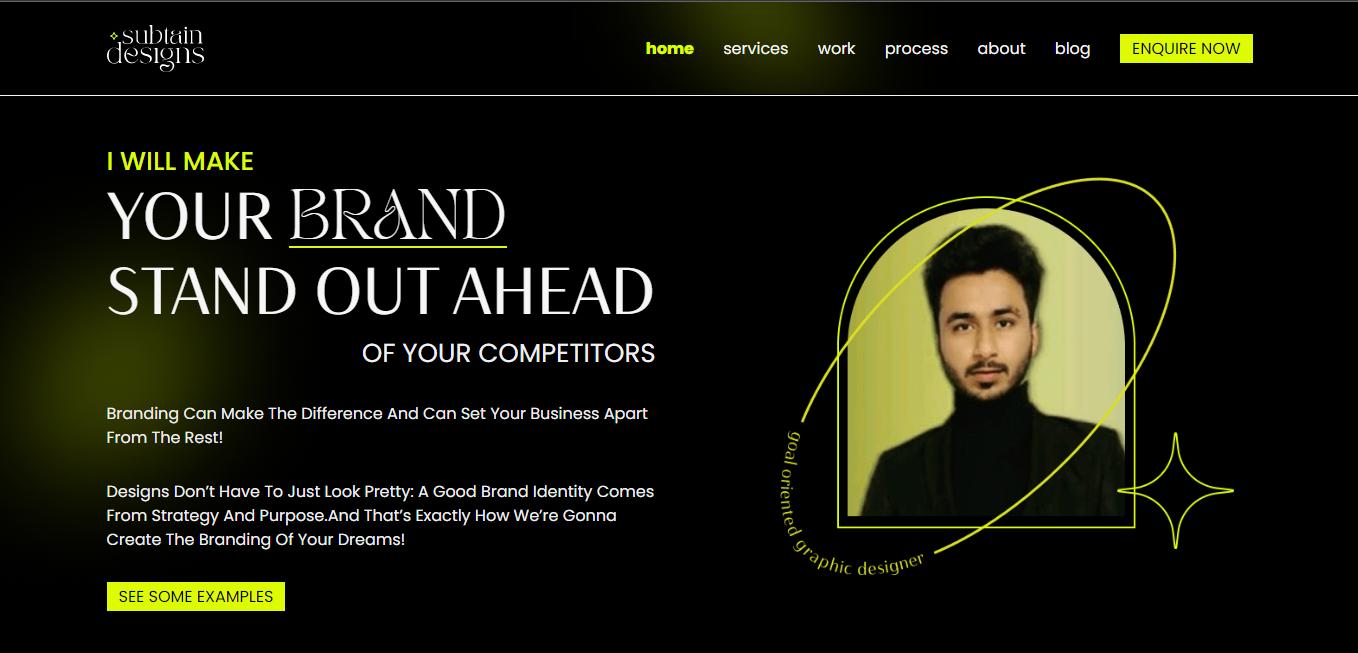 subtain
designs
home services work process about blog ENQUIRE NOW
I WILL MAKE
YOUR BRAND
STAND OUT AHEAD
OF YOUR COMPETITORS
Branding Can Make The Difference And Can Set Your Business Apart
From The Rest!
Designs Don’t Have To Just Look Pretty: A Good Brand Identity Comes
From Strategy And Purpose.And That’s Exactly How We’re Gonna
Create The Branding Of Your Dreams!
SEE SOME EXAMPLES
goal oriented graphic designer